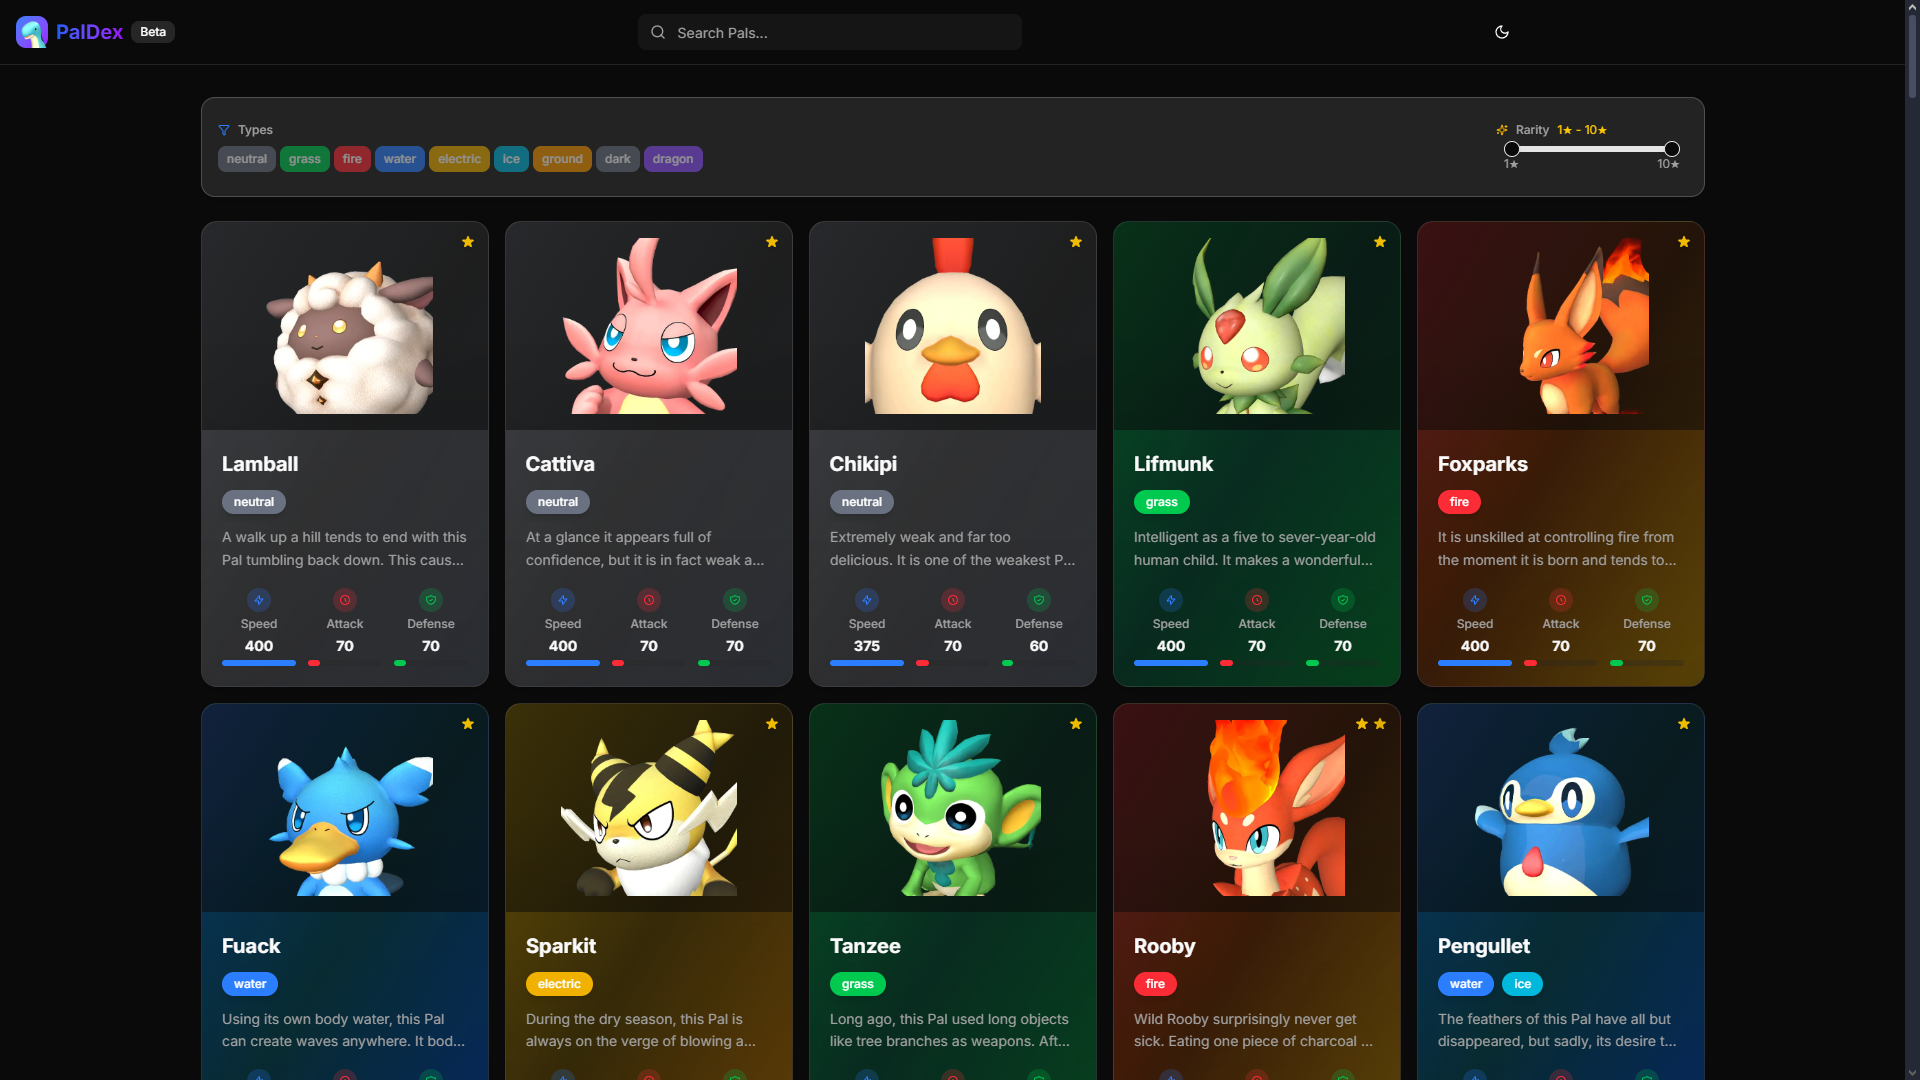 PalDex Beta
Search Pals...
Types
Rarity 1★ - 10★
neutral grass fire water electric ice ground dark dragon
1★ 10★
Lamball
neutral
A walk up a hill tends to end with this
Pal tumbling back down. This caus...
Speed Attack Defense
400 70 70
Cattiva
neutral
At a glance it appears full of
confidence, but it is in fact weak a...
Speed Attack Defense
400 70 70
Chikipi
neutral
Extremely weak and far too
delicious. It is one of the weakest P...
Speed Attack Defense
375 70 60
Lifmunk
grass
Intelligent as a five to sever-year-old
human child. It makes a wonderful...
Speed Attack Defense
400 70 70
Foxparks
fire
It is unskilled at controlling fire from
the moment it is born and tends to...
Speed Attack Defense
400 70 70
Fuack
water
Using its own body water, this Pal
can create waves anywhere. It bod...
Sparkit
electric
During the dry season, this Pal is
always on the verge of blowing a...
Tanzee
grass
Long ago, this Pal used long objects
like tree branches as weapons. Aft...
Rooby
fire
Wild Rooby surprisingly never get
sick. Eating one piece of charcoal ...
Pengullet
water ice
The feathers of this Pal have all but
disappeared, but sadly, its desire t...